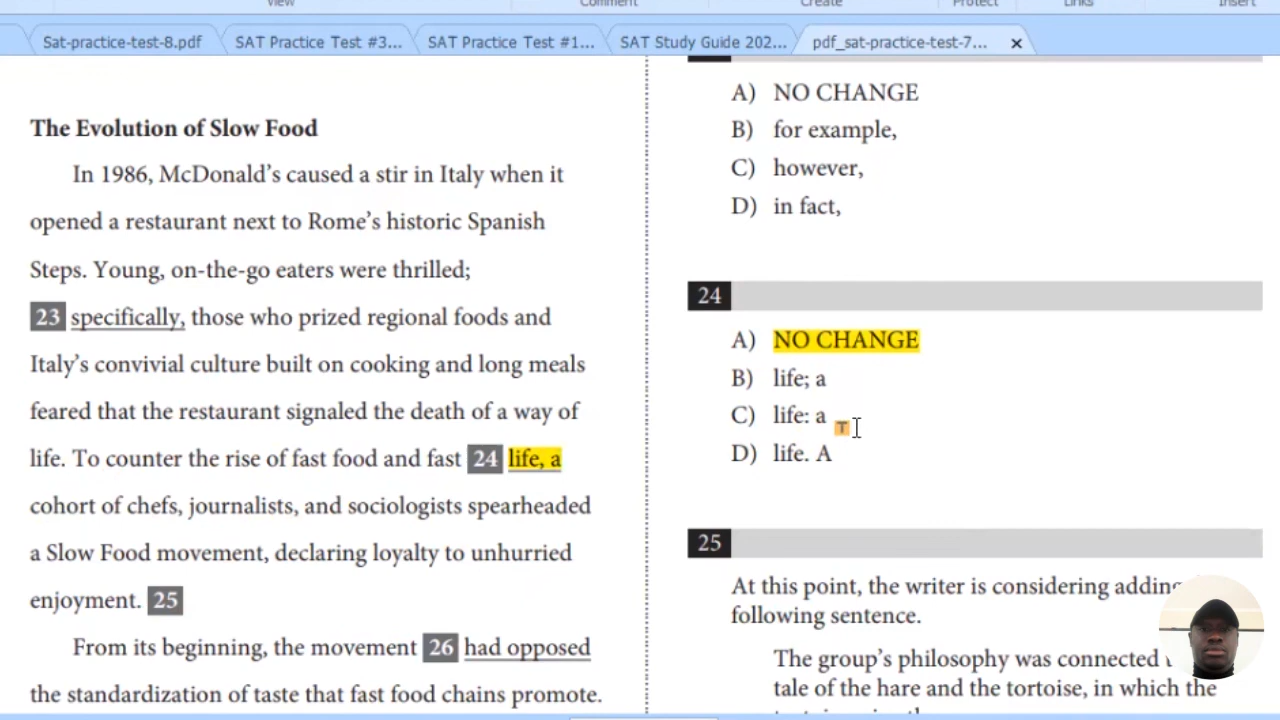 View
Comment
Create
Protect
Links
Insert
Sat-practice-test-8.pdf
SAT Practice Test #3...
SAT Practice Test #1...
SAT Study Guide 202...
pdf_sat-practice-test-7...
The Evolution of Slow Food
In 1986, McDonald’s caused a stir in Italy when it
opened a restaurant next to Rome’s historic Spanish
Steps. Young, on-the-go eaters were thrilled;
23 specifically, those who prized regional foods and
Italy’s convivial culture built on cooking and long meals
feared that the restaurant signaled the death of a way of
life. To counter the rise of fast food and fast 24 life, a
cohort of chefs, journalists, and sociologists spearheaded
a Slow Food movement, declaring loyalty to unhurried
enjoyment. 25
From its beginning, the movement 26 had opposed
the standardization of taste that fast food chains promote.
A) NO CHANGE
B) for example,
C) however,
D) in fact,
24
A) NO CHANGE
B) life; a
C) life: a
T
D) life. A
25
At this point, the writer is considering adding
following sentence.
The group’s philosophy was connected
tale of the hare and the tortoise, in which the